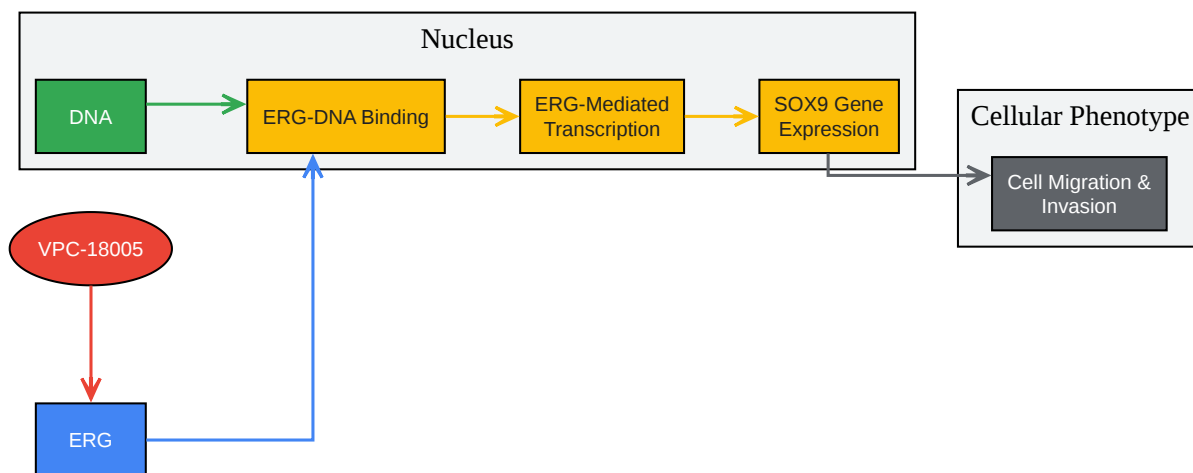 Nucleus
DNA
ERG-DNA Binding
ERG-Mediated
Transcription
SOX9 Gene
Expression
Cellular Phenotype
Cell Migration &
Invasion
VPC-18005
ERG